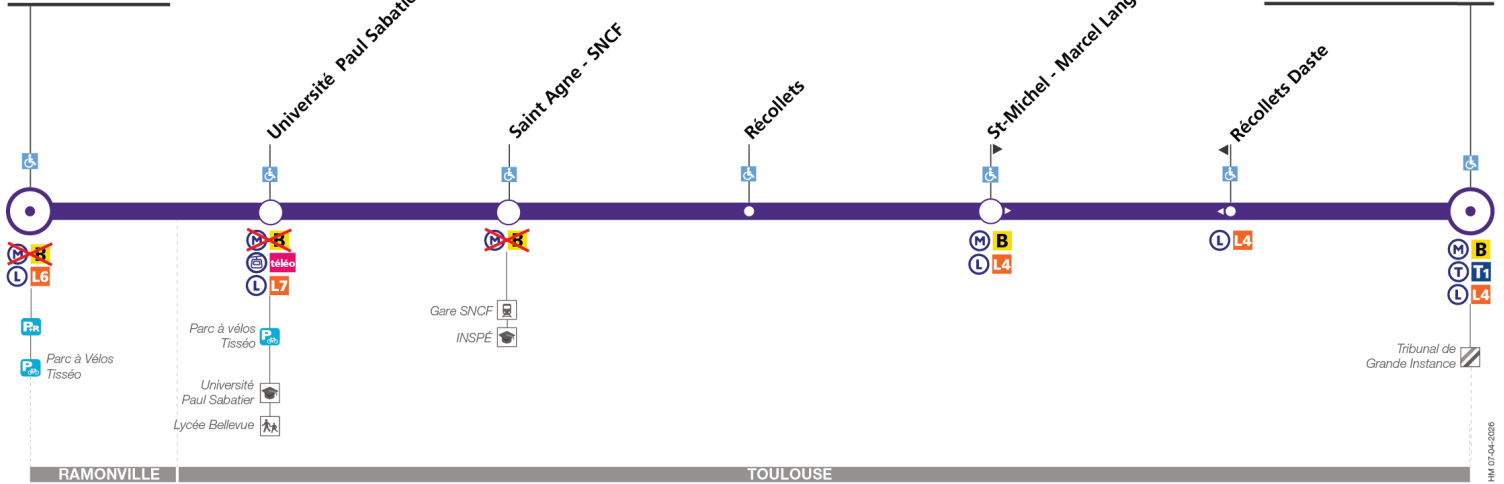 Université Paul Sabatier
Saint Agne - SNCF
Récollets
St-Michel - Marcel Lang
Récollets Daste
M B
L L6
P+R
P
Parc à Vélos
Tisséo
M B
téléo
L L7
Parc à vélos
Tisséo
P
Université
Paul Sabatier
Lycée Bellevue
M B
Gare SNCF
INSPÉ
M B
L L4
L L4
M B
T T1
L L4
Tribunal de
Grande Instance
RAMONVILLE
TOULOUSE
HM 07-04-2026